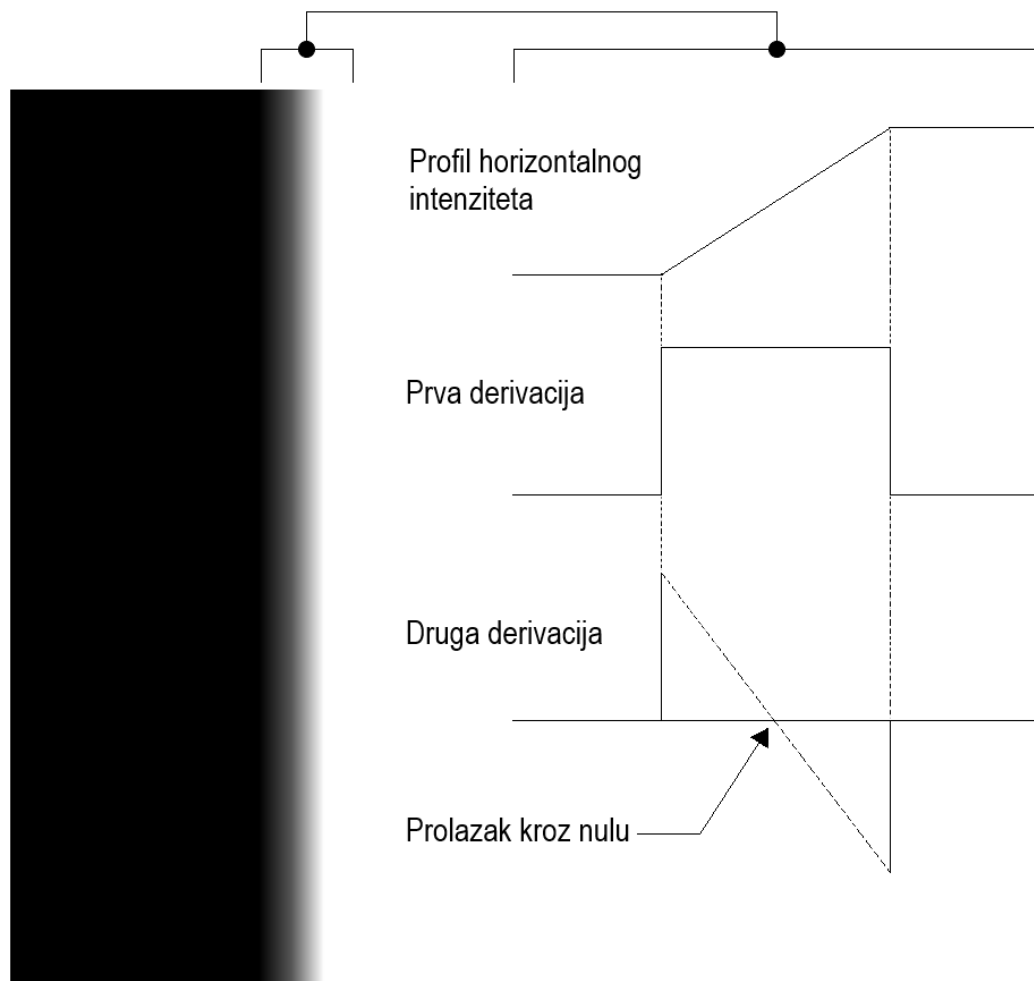 Profil horizontalnog
intenziteta
Prva derivacija
Druga derivacija
Prolazak kroz nulu